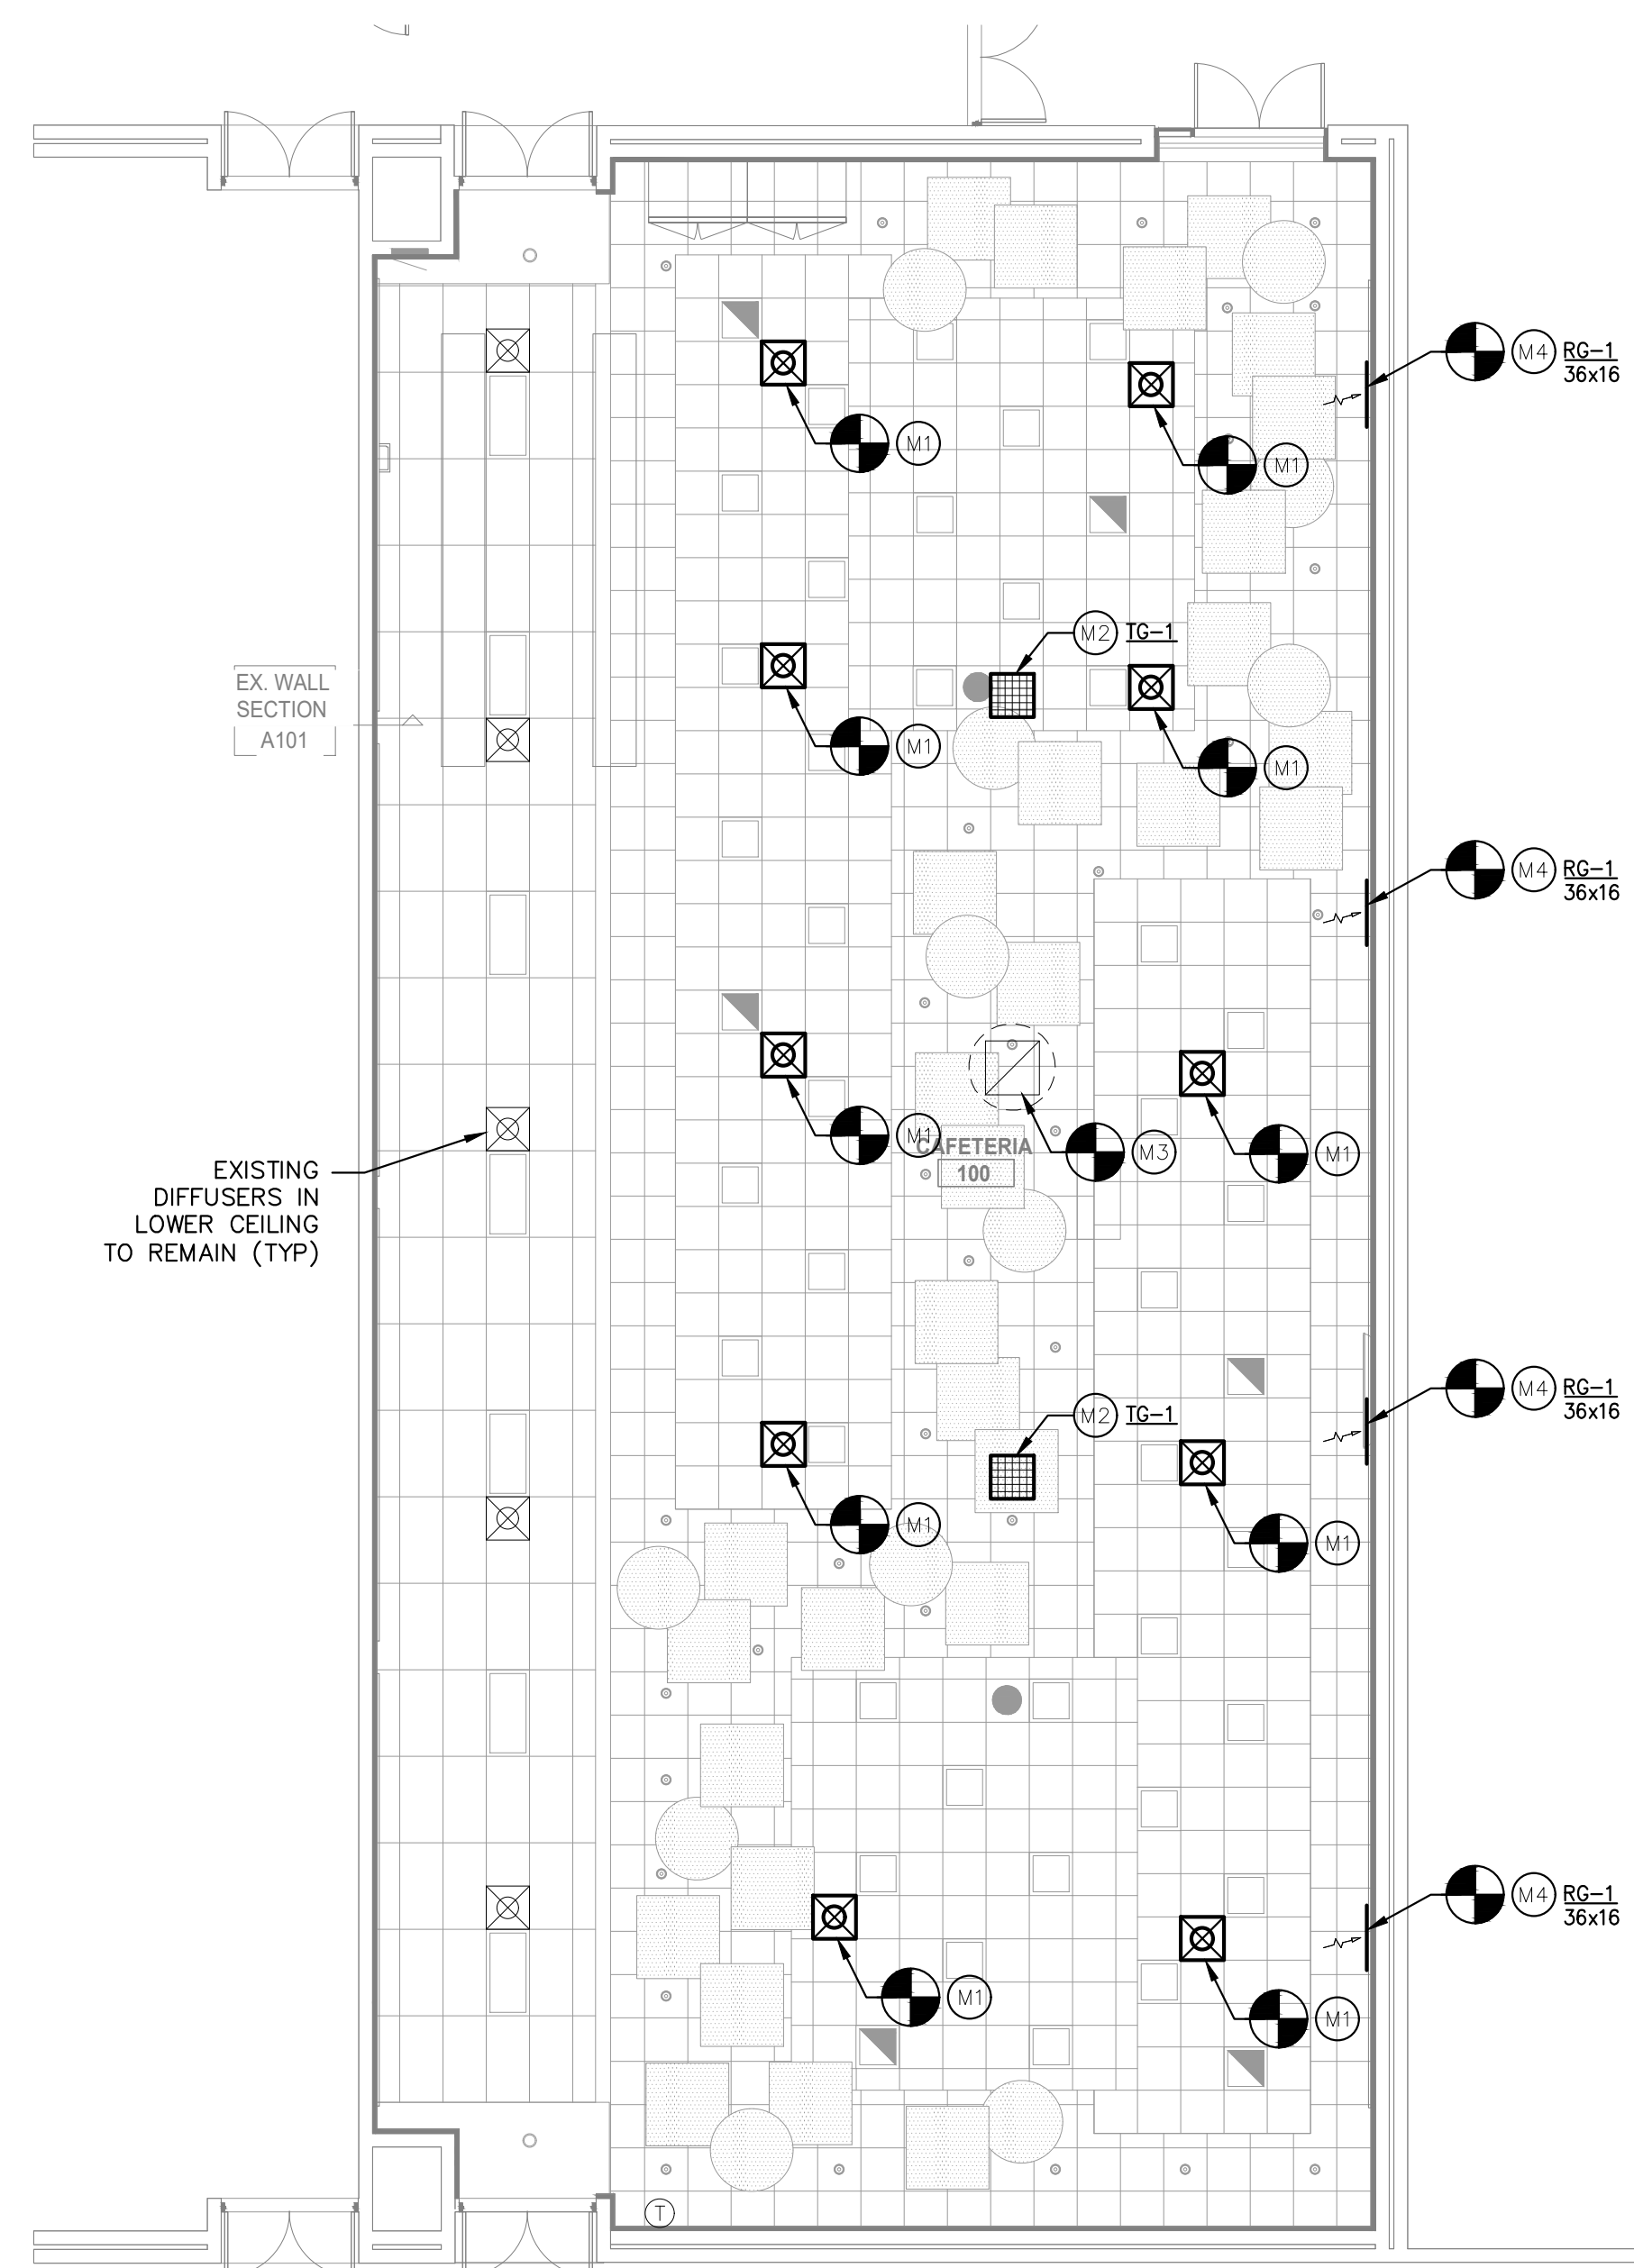 M4 RG-1
36x16
M1
M1
M2 TG-1
EX. WALL
SECTION
A101
M1
M1
M4 RG-1
36x16
M1
CAFETERIA
100
M3
M1
EXISTING
DIFFUSERS IN
LOWER CEILING
TO REMAIN (TYP)
M4 RG-1
36x16
M2 TG-1
M1
M1
M4 RG-1
36x16
M1
M1
T